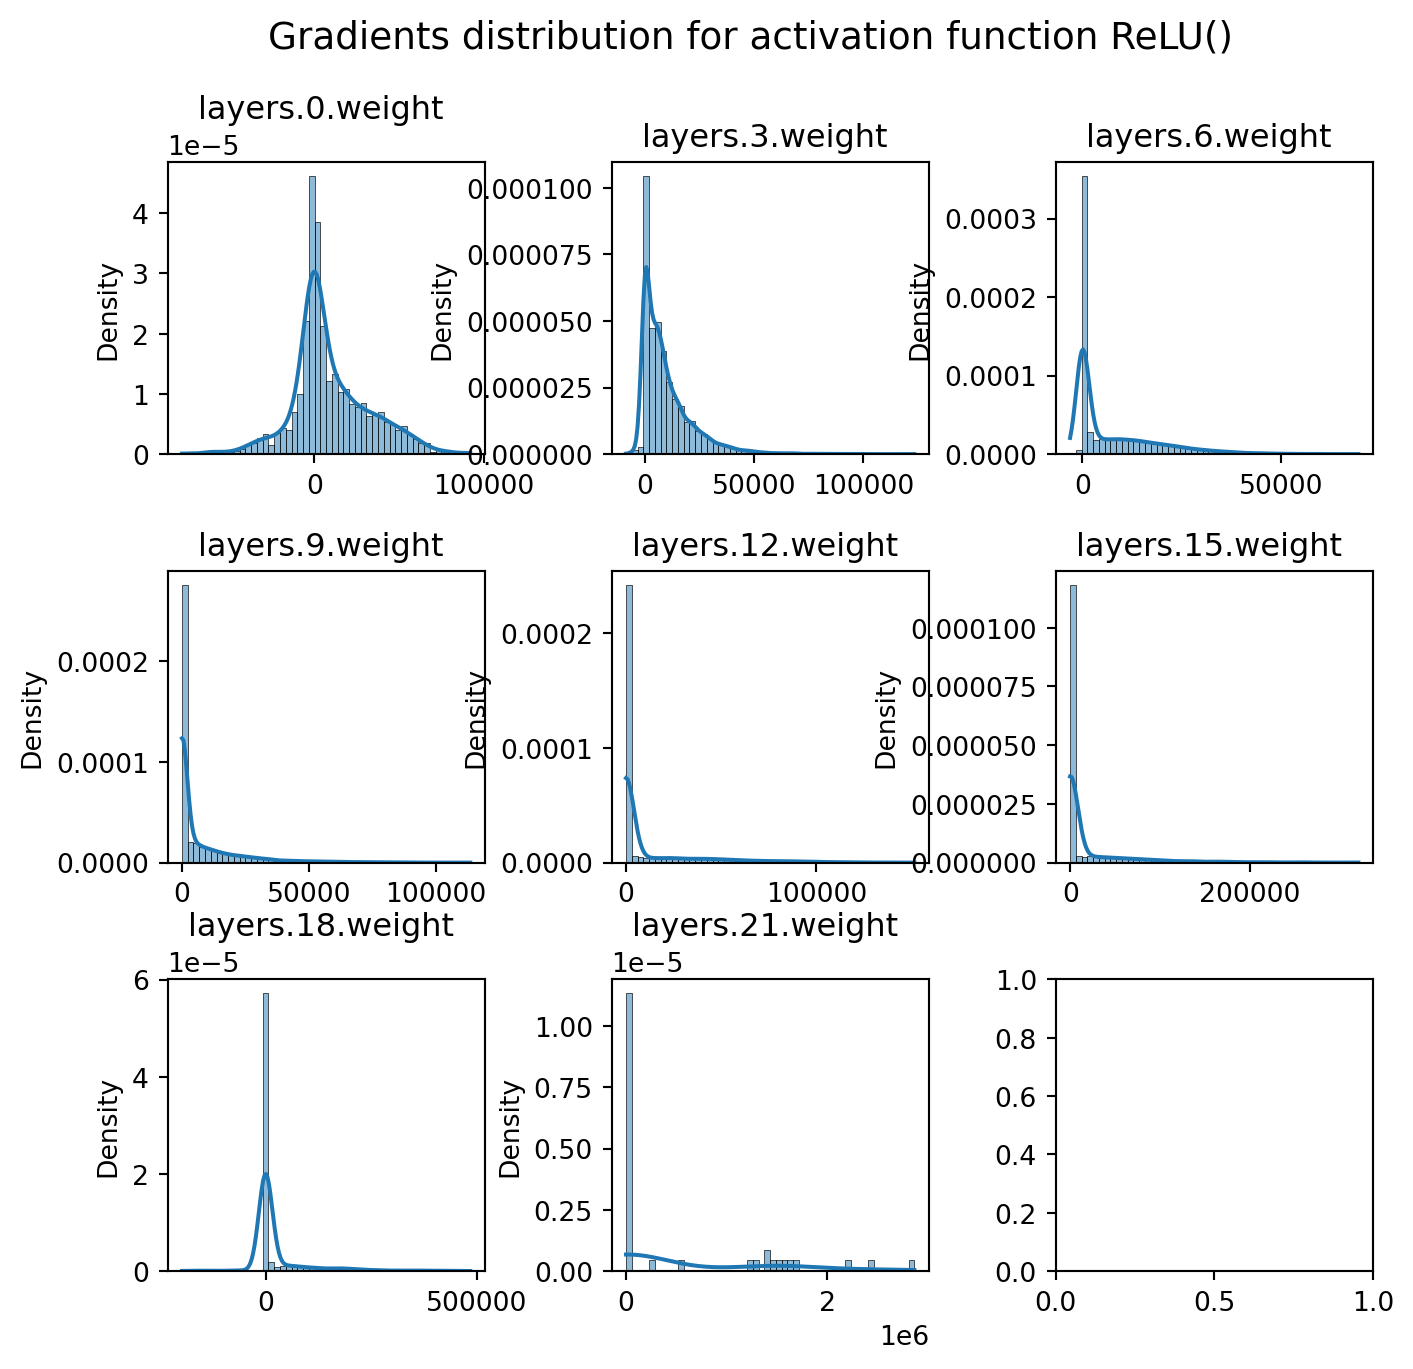 Gradients distribution for activation function ReLU()
layers.0.weight
layers.3.weight
layers.6.weight
1e−5
Density
4
3
2
1
0
0
100000
Density
0.000100
0.000075
0.000050
0.000025
0.000000
0
50000
100000
Density
0.0003
0.0002
0.0001
0.0000
0
50000
layers.9.weight
layers.12.weight
layers.15.weight
Density
0.0002
0.0001
0.0000
0
50000
100000
Density
0.0002
0.0001
0.0000
0
100000
Density
0.000100
0.000075
0.000050
0.000025
0.000000
0
200000
layers.18.weight
layers.21.weight
1e−5
Density
6
4
2
0
0
500000
1e−5
Density
1.00
0.75
0.50
0.25
0.00
0
2
1e6
1.0
0.8
0.6
0.4
0.2
0.0
0.0
0.5
1.0